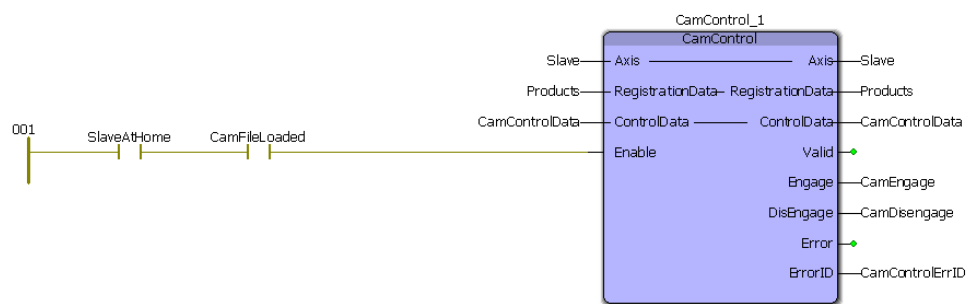 CamControl_1
CamControl
Slave Axis Axis Slave
Products RegistrationData RegistrationData Products
CamControlData ControlData ControlData CamControlData
001 SlaveAtHome CamFileLoaded
Enable Valid
Engage CamEngage
DisEngage CamDisengage
Error
ErrorID CamControlErrID